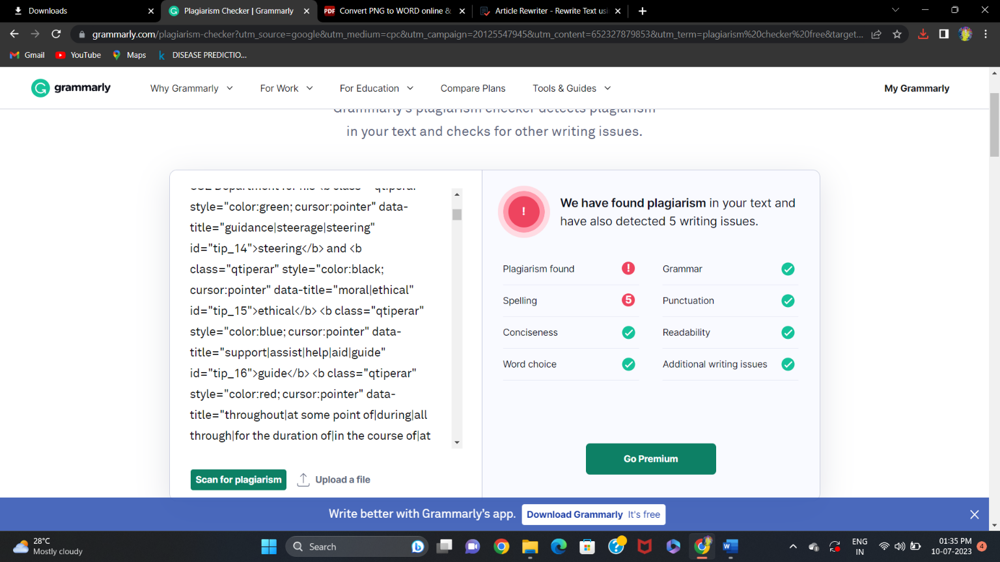 Downloads
Plagiarism Checker | Grammarly
PDF Convert PNG to WORD online &
Article Rewriter - Rewrite Text usi
grammarly.com/plagiarism-checker?utm_source=google&utm_medium=cpc&utm_campaign=20125547945&utm_content=652327879853&utm_term=plagiarism%20checker%20free&target...
Gmail
YouTube
Maps
k DISEASE PREDICTIO...
grammarly
Why Grammarly
For Work
For Education
Compare Plans
Tools & Guides
My Grammarly
Grammarly's plagiarism checker detects plagiarism
in your text and checks for other writing issues.
style="color:green; cursor:pointer" data-
title="guidance|steerage|steering"
id="tip_14">steering</b> and <b
class="qtiperar" style="color:black;
cursor:pointer" data-title="moral|ethical"
id="tip_15">ethical</b> <b class="qtiperar"
style="color:blue; cursor:pointer" data-
title="support|assist|help|aid|guide"
id="tip_16">guide</b> <b class="qtiperar"
style="color:red; cursor:pointer" data-
title="throughout|at some point of|during|all
through|for the duration of|in the course of|at
Scan for plagiarism
Upload a file
!
We have found plagiarism in your text and
have also detected 5 writing issues.
Plagiarism found !
Grammar
Spelling 5
Punctuation
Conciseness
Readability
Word choice
Additional writing issues
Go Premium
Write better with Grammarly's app.
Download Grammarly It's free
28°C
Mostly cloudy
Search
ENG
IN
01:35 PM
10-07-2023
4